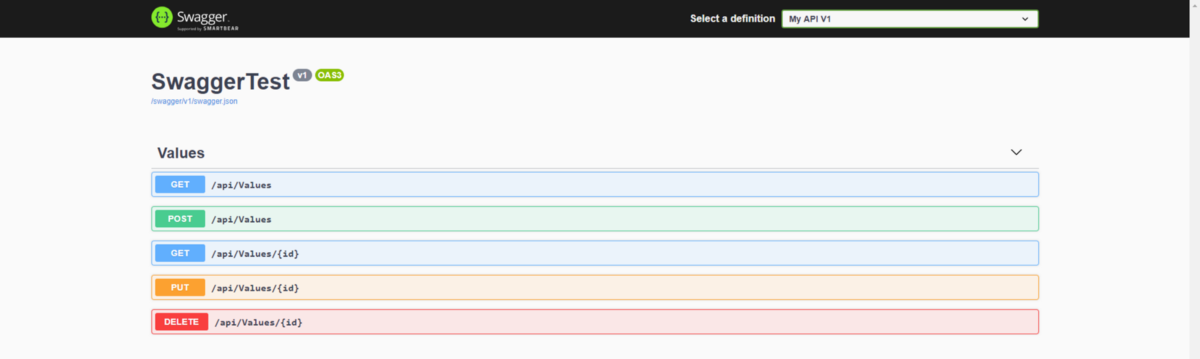 {···} Swagger.
Supported by SMARTBEAR
Select a definition
My API V1
SwaggerTest v1 OAS3
/swagger/v1/swagger.json
Values
GET /api/Values
POST /api/Values
GET /api/Values/{id}
PUT /api/Values/{id}
DELETE /api/Values/{id}